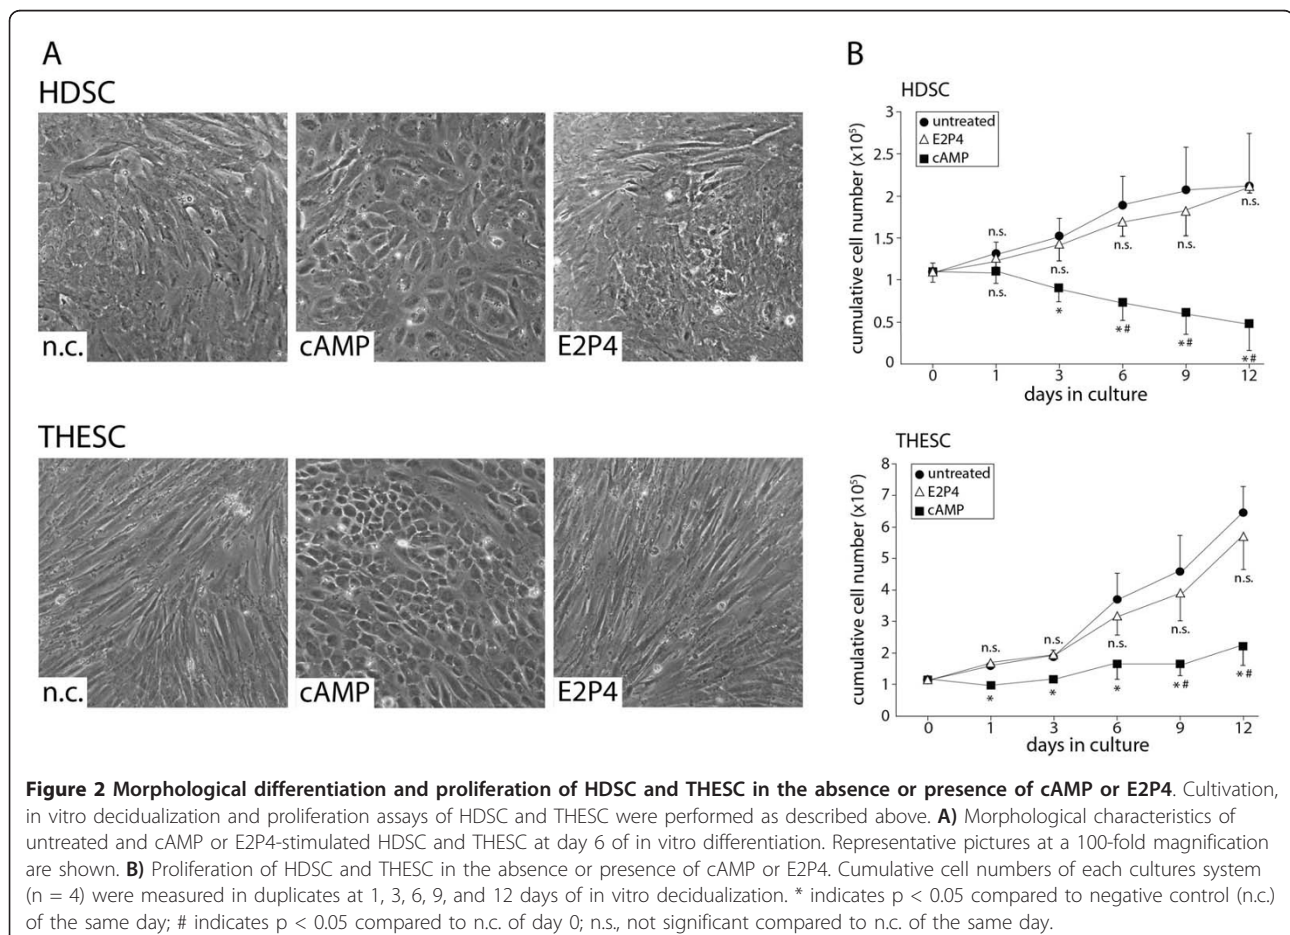 A
HDSC
n.c.
cAMP
E2P4
THESC
n.c.
cAMP
E2P4
B
HDSC
cumulative cell number (x10⁵)
3
2.5
2
1.5
1
0.5
0
untreated
E2P4
cAMP
n.s.
n.s.
n.s.
n.s.
n.s.
n.s.
*
*#
*#
*#
0 1 3 6 9 12
days in culture
THESC
cumulative cell number (x10⁵)
8
7
6
5
4
2
1
0
untreated
E2P4
cAMP
n.s.
n.s.
n.s.
n.s.
n.s.
*
*
*
*#
*#
0 1 3 6 9 12
days in culture
Figure 2 Morphological differentiation and proliferation of HDSC and THESC in the absence or presence of cAMP or E2P4. Cultivation,
in vitro decidualization and proliferation assays of HDSC and THESC were performed as described above. A) Morphological characteristics of
untreated and cAMP or E2P4-stimulated HDSC and THESC at day 6 of in vitro differentiation. Representative pictures at a 100-fold magnification
are shown. B) Proliferation of HDSC and THESC in the absence or presence of cAMP or E2P4. Cumulative cell numbers of each cultures system
(n = 4) were measured in duplicates at 1, 3, 6, 9, and 12 days of in vitro decidualization. * indicates p < 0.05 compared to negative control (n.c.)
of the same day; # indicates p < 0.05 compared to n.c. of day 0; n.s., not significant compared to n.c. of the same day.